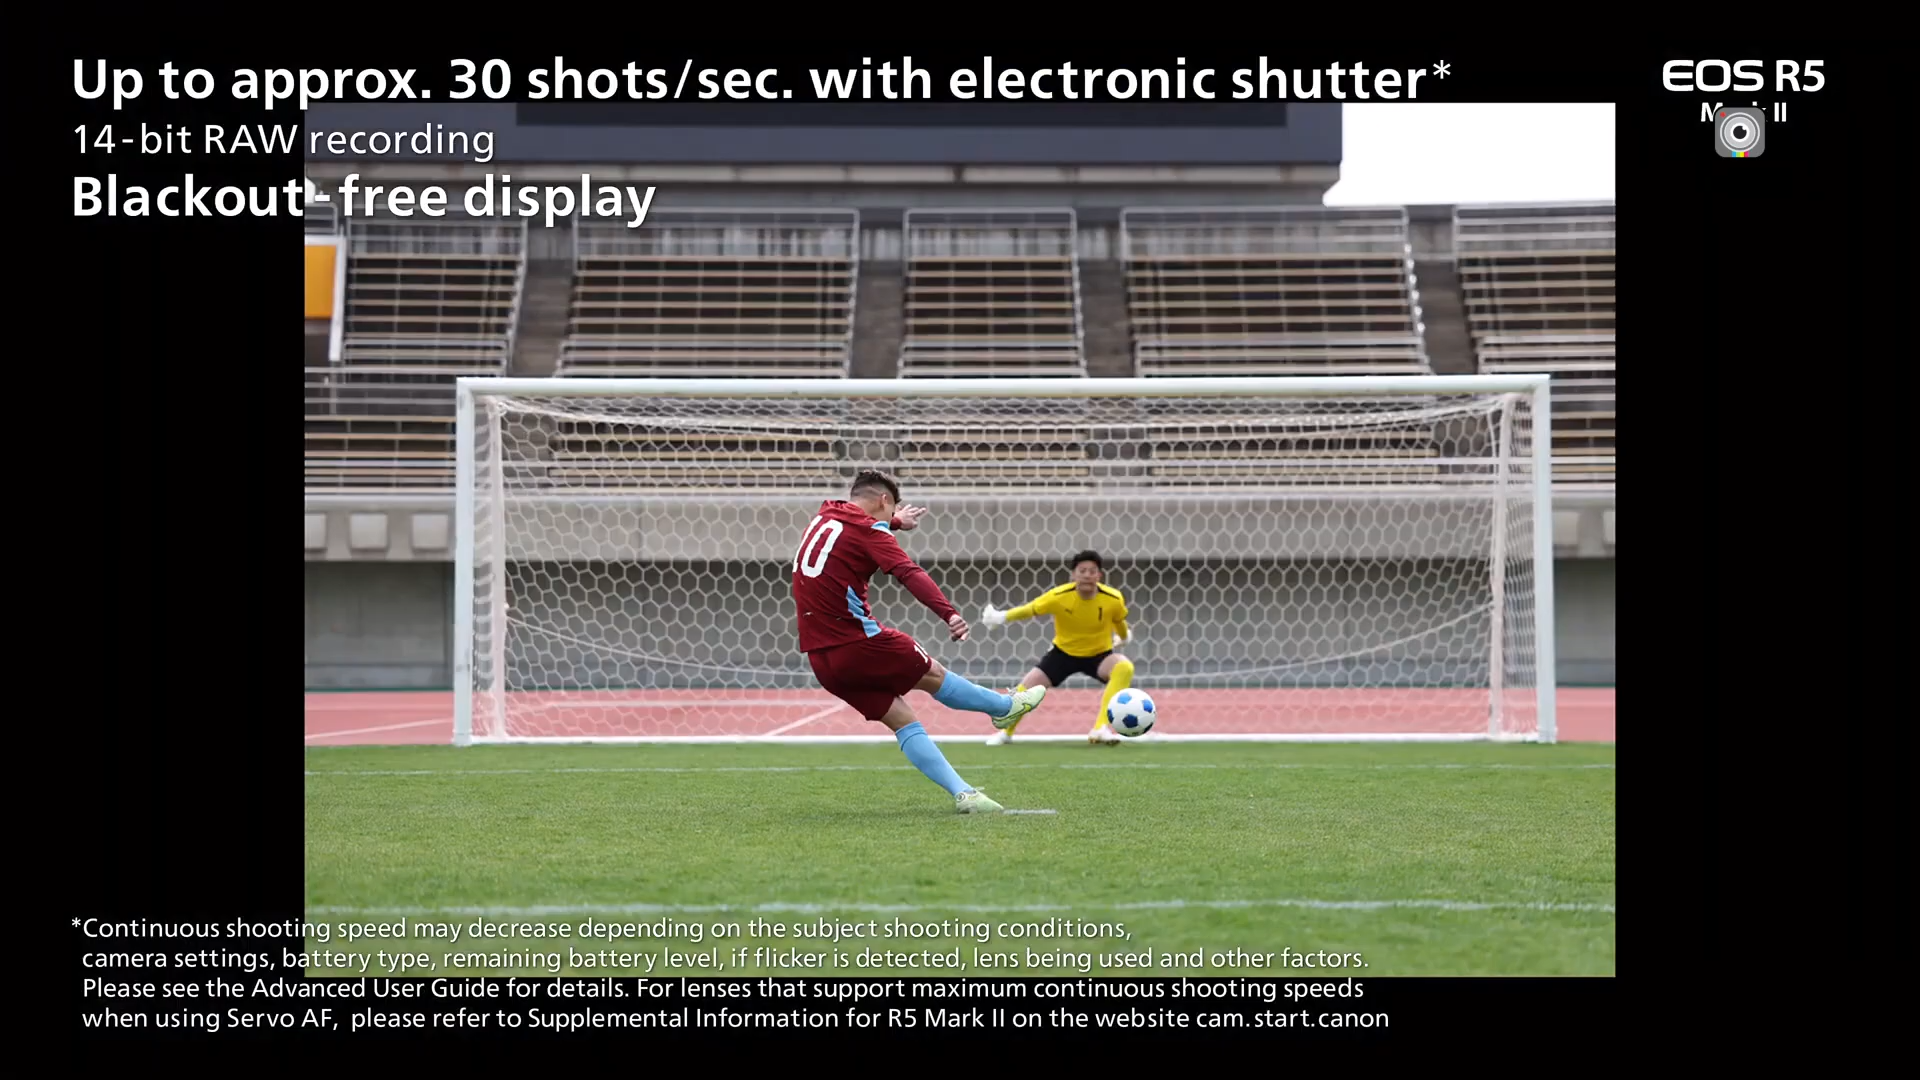 Up to approx. 30 shots/sec. with electronic shutter*
14-bit RAW recording
Blackout-free display
EOS R5
Mark II
10
1
*Continuous shooting speed may decrease depending on the subject shooting conditions,
camera settings, battery type, remaining battery level, if flicker is detected, lens being used and other factors.
Please see the Advanced User Guide for details. For lenses that support maximum continuous shooting speeds
when using Servo AF, please refer to Supplemental Information for R5 Mark II on the website cam.start.canon